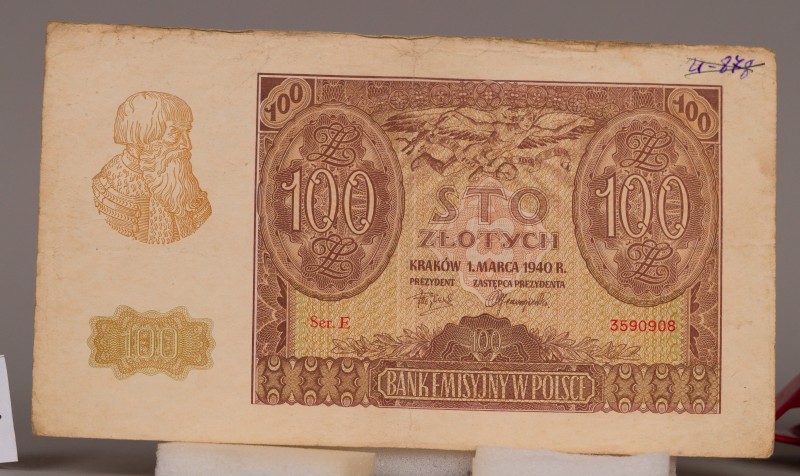 100
100
100
100
STO
ZŁOTYCH
KRAKÓW 1. MARCA 1940 R.
PREZYDENT ZASTĘPCA PREZYDENTA
Ser. E
3590908
100
100
BANK EMISYJNY W POLSCE